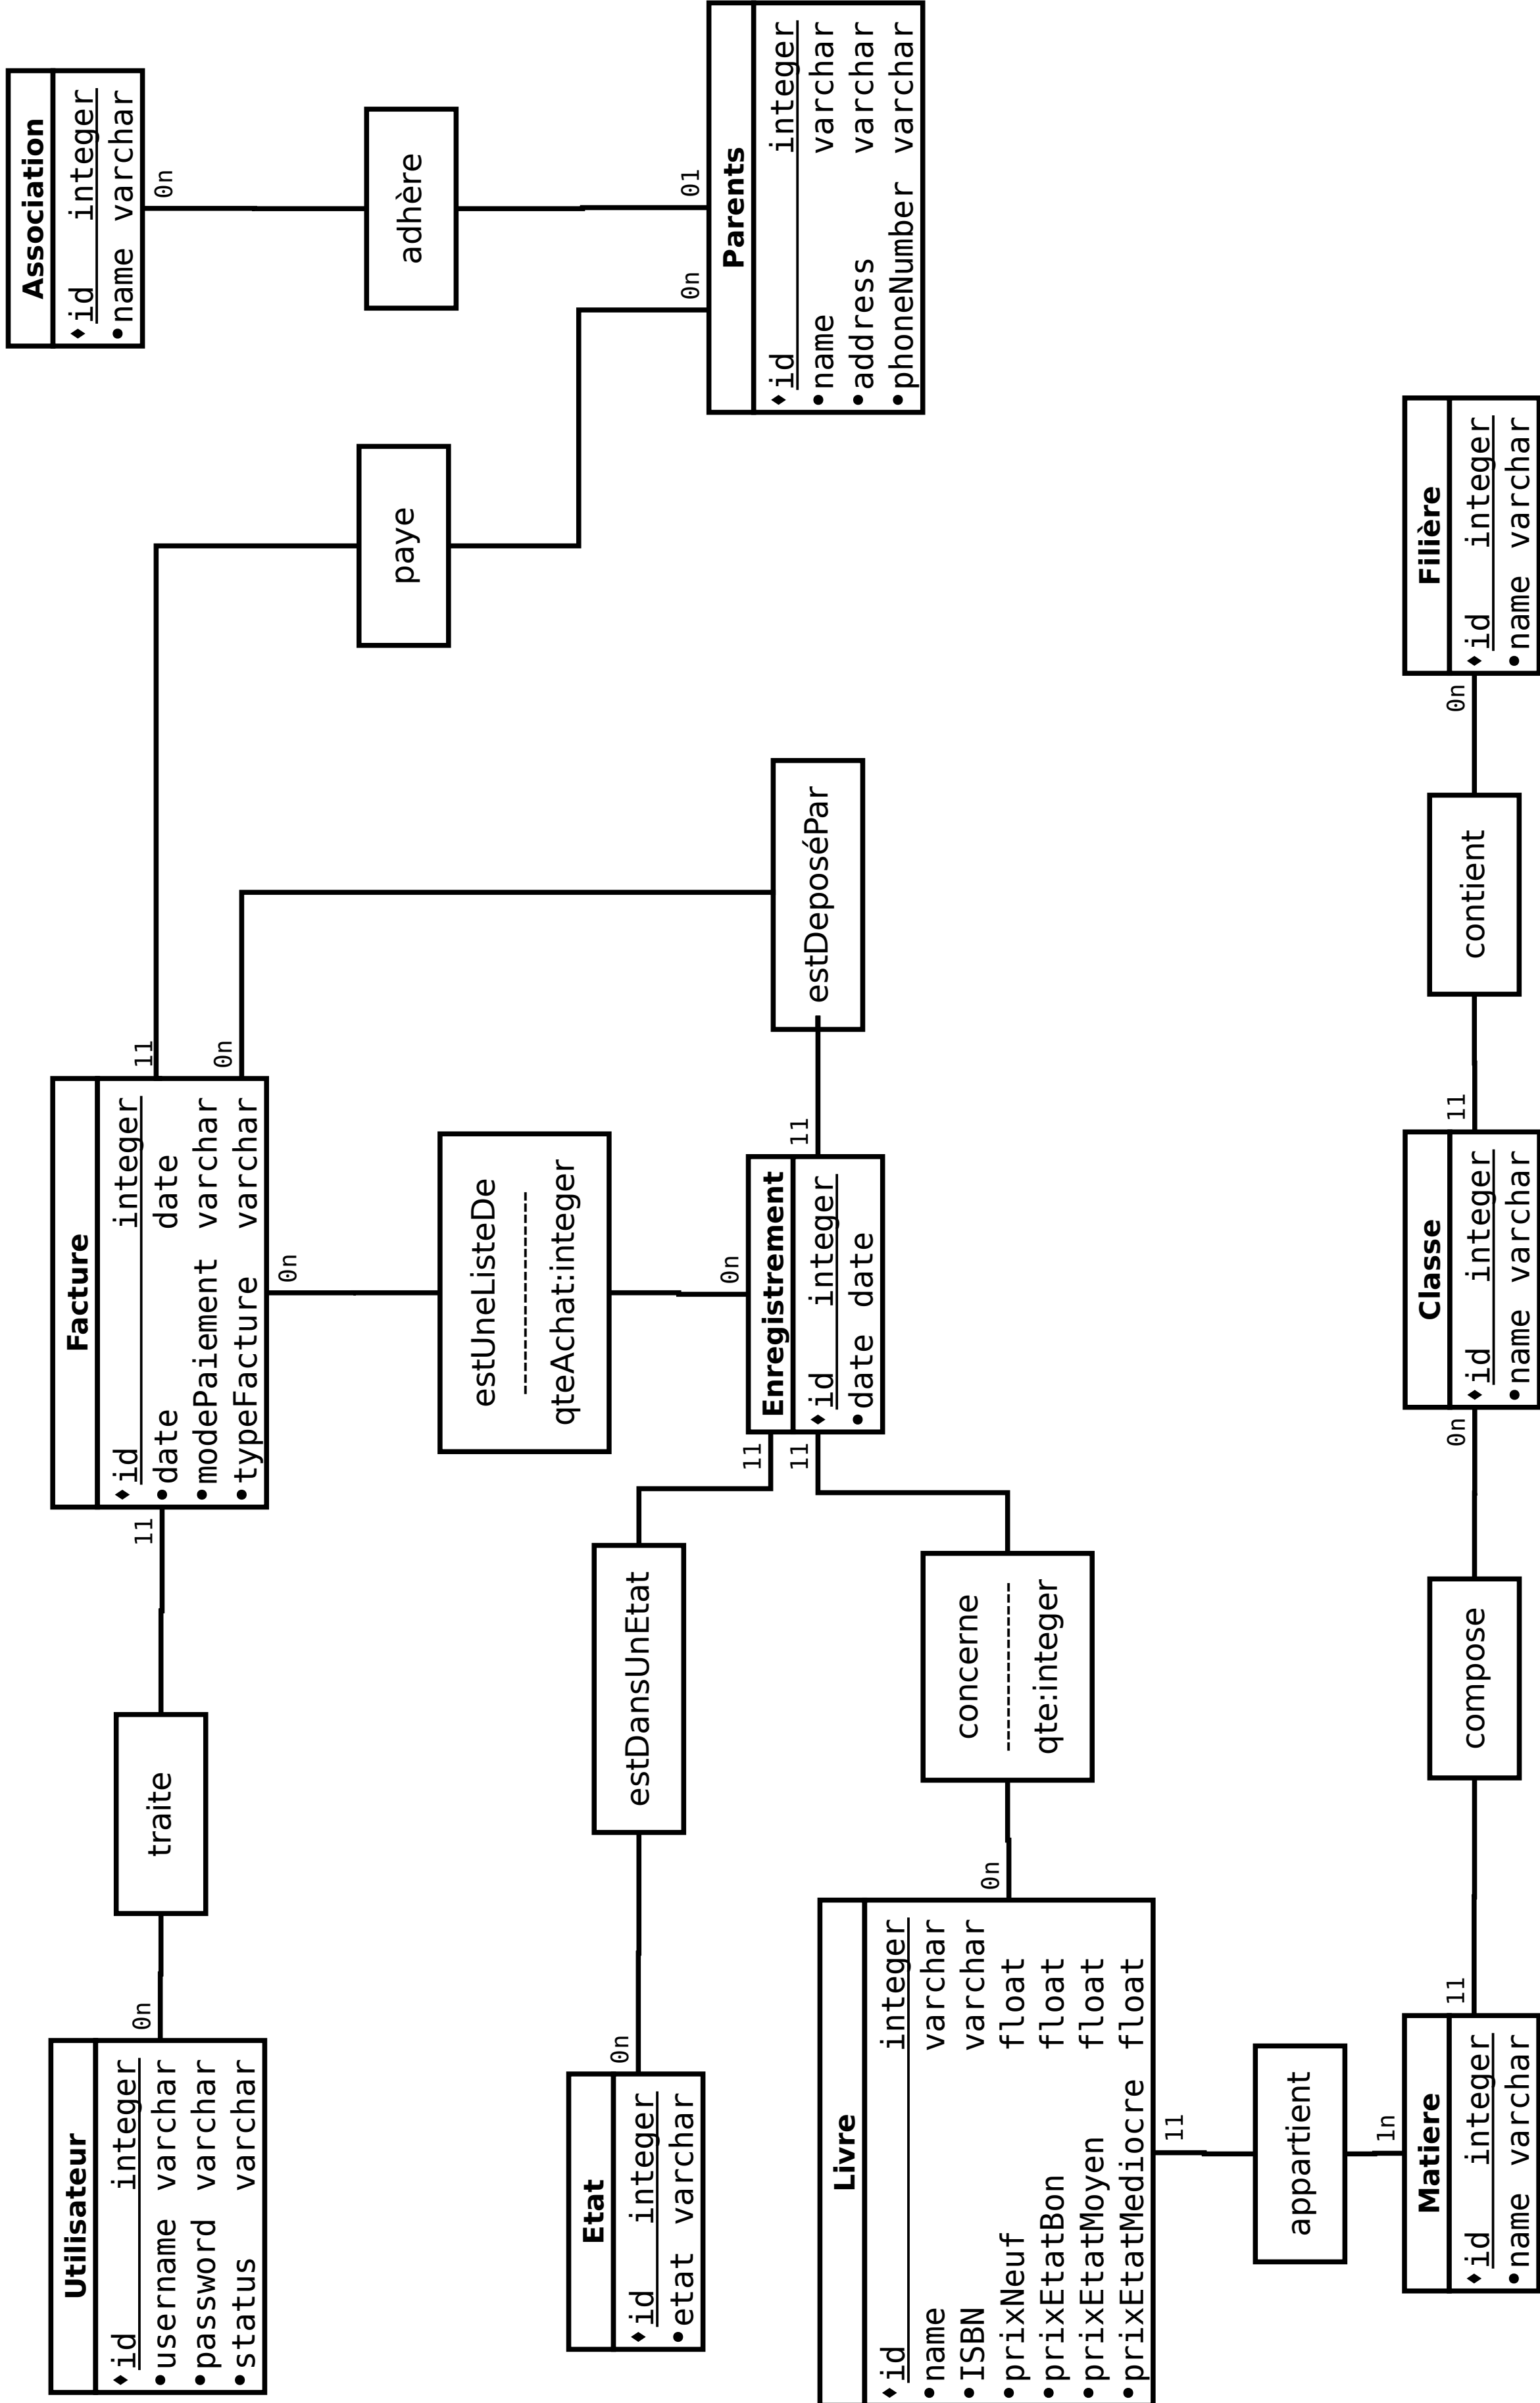 Utilisateur
id integer
username varchar
password varchar
status varchar
0n
traite
11
Facture
id integer
date date
modePaiement varchar
typeFacture varchar
11
0n
0n
paye
Association
id integer
name varchar
0n
adhère
01
0n
Parents
id integer
name varchar
address varchar
phoneNumber varchar
estUneListeDe
qteAchat:integer
0n
Etat
id integer
etat varchar
0n
estDansUnEtat
11
11
Enregistrement
id integer
date date
11
estDeposéPar
Livre
id integer
name varchar
ISBN varchar
prixNeuf float
prixEtatBon float
prixEtatMoyen float
prixEtatMediocre float
0n
concerne
qte:integer
11
appartient
1n
Matiere
id integer
name varchar
11
compose
0n
Classe
id integer
name varchar
11
contient
0n
Filière
id integer
name varchar